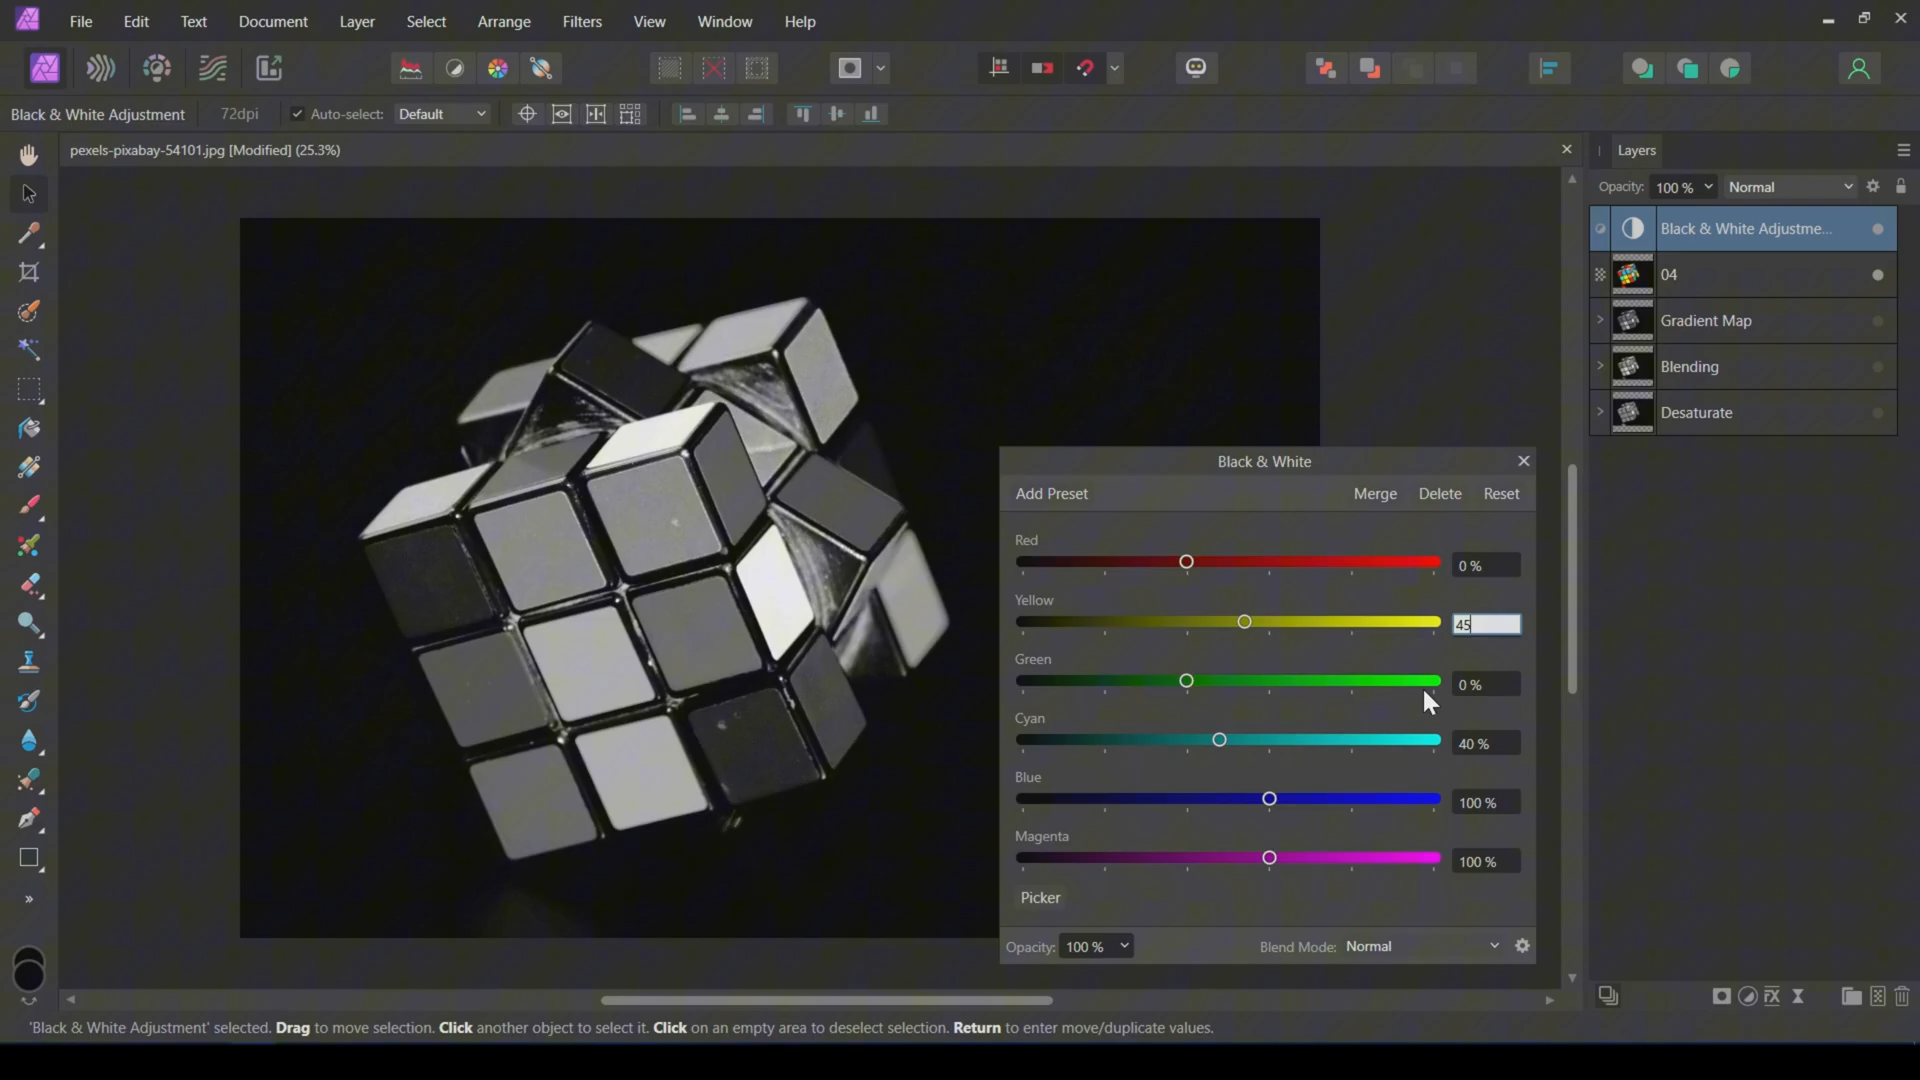 File Edit Text Document Layer Select Arrange Filters View Window Help
Black & White Adjustment 72dpi Auto-select: Default
pexels-pixabay-54101.jpg [Modified] (25.3%)
Layers
Opacity: 100 % Normal
Black & White Adjustme...
04
Gradient Map
Blending
Desaturate
Black & White
Add Preset Merge Delete Reset
Red
0 %
Yellow
45
Green
0 %
Cyan
40 %
Blue
100 %
Magenta
100 %
Picker
Opacity: 100 % Blend Mode: Normal
'Black & White Adjustment' selected. Drag to move selection. Click another object to select it. Click on an empty area to deselect selection. Return to enter move/duplicate values.